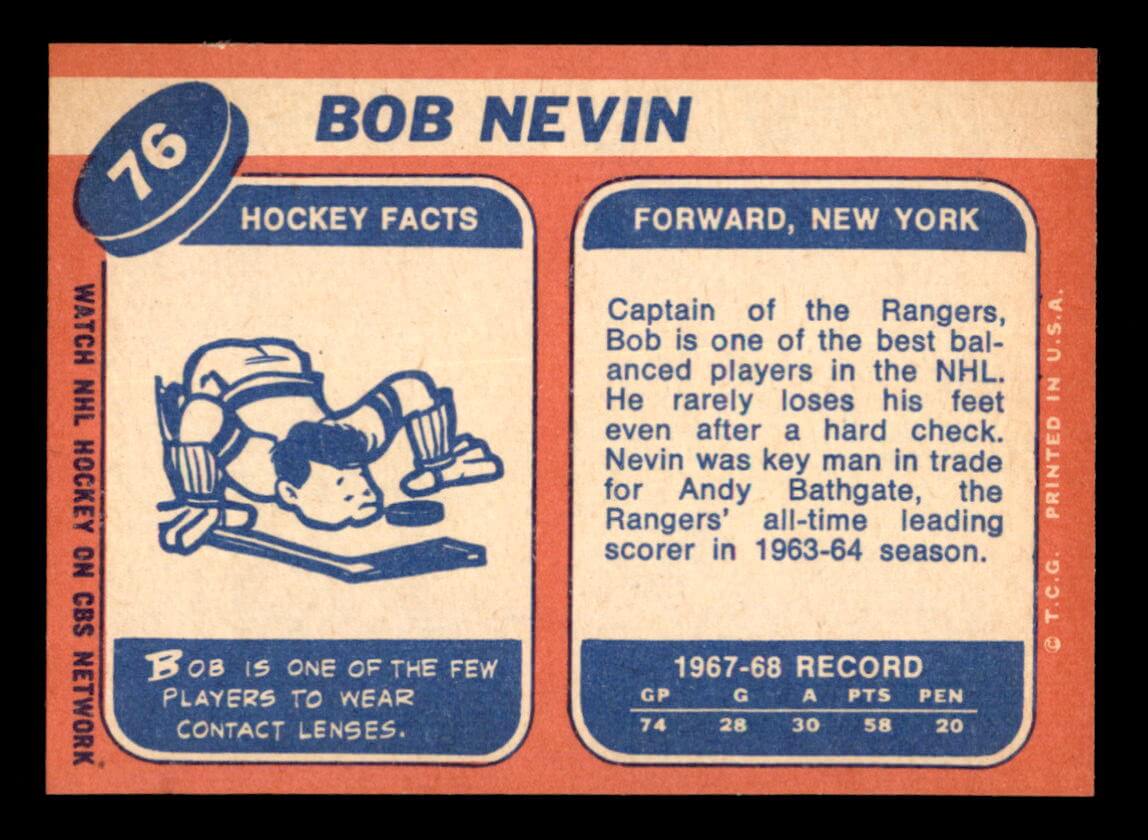 76
BOB NEVIN
HOCKEY FACTS
BOB IS ONE OF THE FEW
PLAYERS TO WEAR
CONTACT LENSES.
FORWARD, NEW YORK
Captain of the Rangers,
Bob is one of the best bal-
anced players in the NHL.
He rarely loses his feet
even after a hard check.
Nevin was key man in trade
for Andy Bathgate, the
Rangers' all-time leading
scorer in 1963-64 season.
1967-68 RECORD
GP G A PTS PEN
74 28 30 58 20
WATCH NHL HOCKEY ON CBS NETWORK.
© T.C.G. PRINTED IN U.S.A.